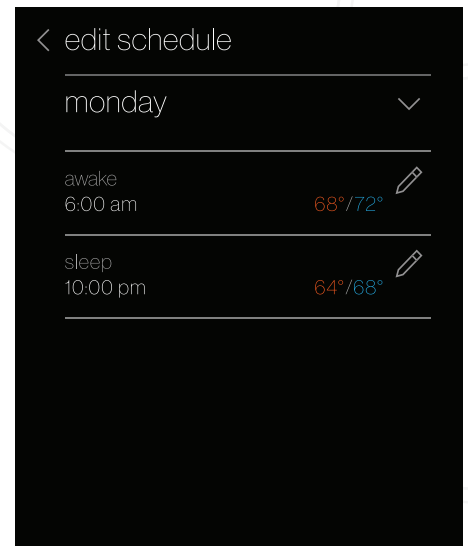 edit schedule
monday
awake
6:00 am
68°/72°
sleep
10:00 pm
64°/68°